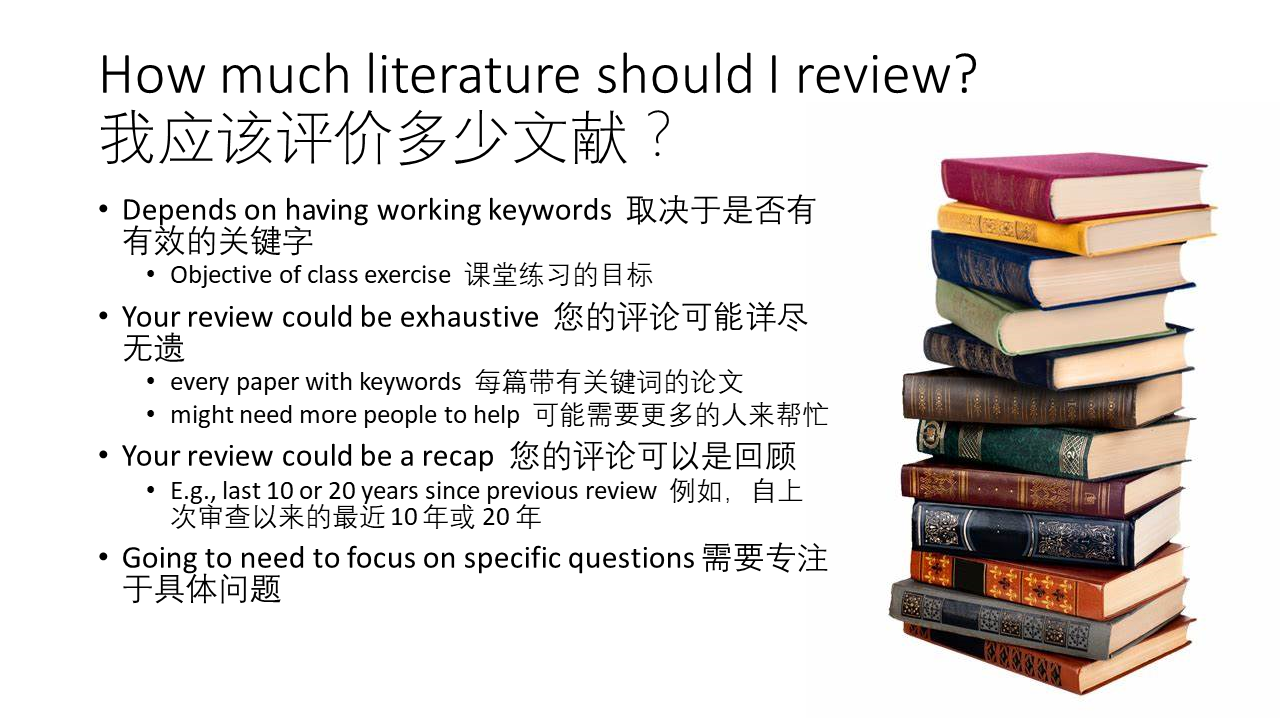 How much literature should I review?
我应该评价多少文献？
• Depends on having working keywords 取决于是否有
有效的关键字
• Objective of class exercise 课堂练习的目标
• Your review could be exhaustive 您的评论可能详尽
无遗
• every paper with keywords 每篇带有关键词的论文
• might need more people to help 可能需要更多的人来帮忙
• Your review could be a recap 您的评论可以是回顾
• E.g., last 10 or 20 years since previous review 例如，自上
次审查以来的最近 10 年或 20 年
• Going to need to focus on specific questions 需要专注
于具体问题